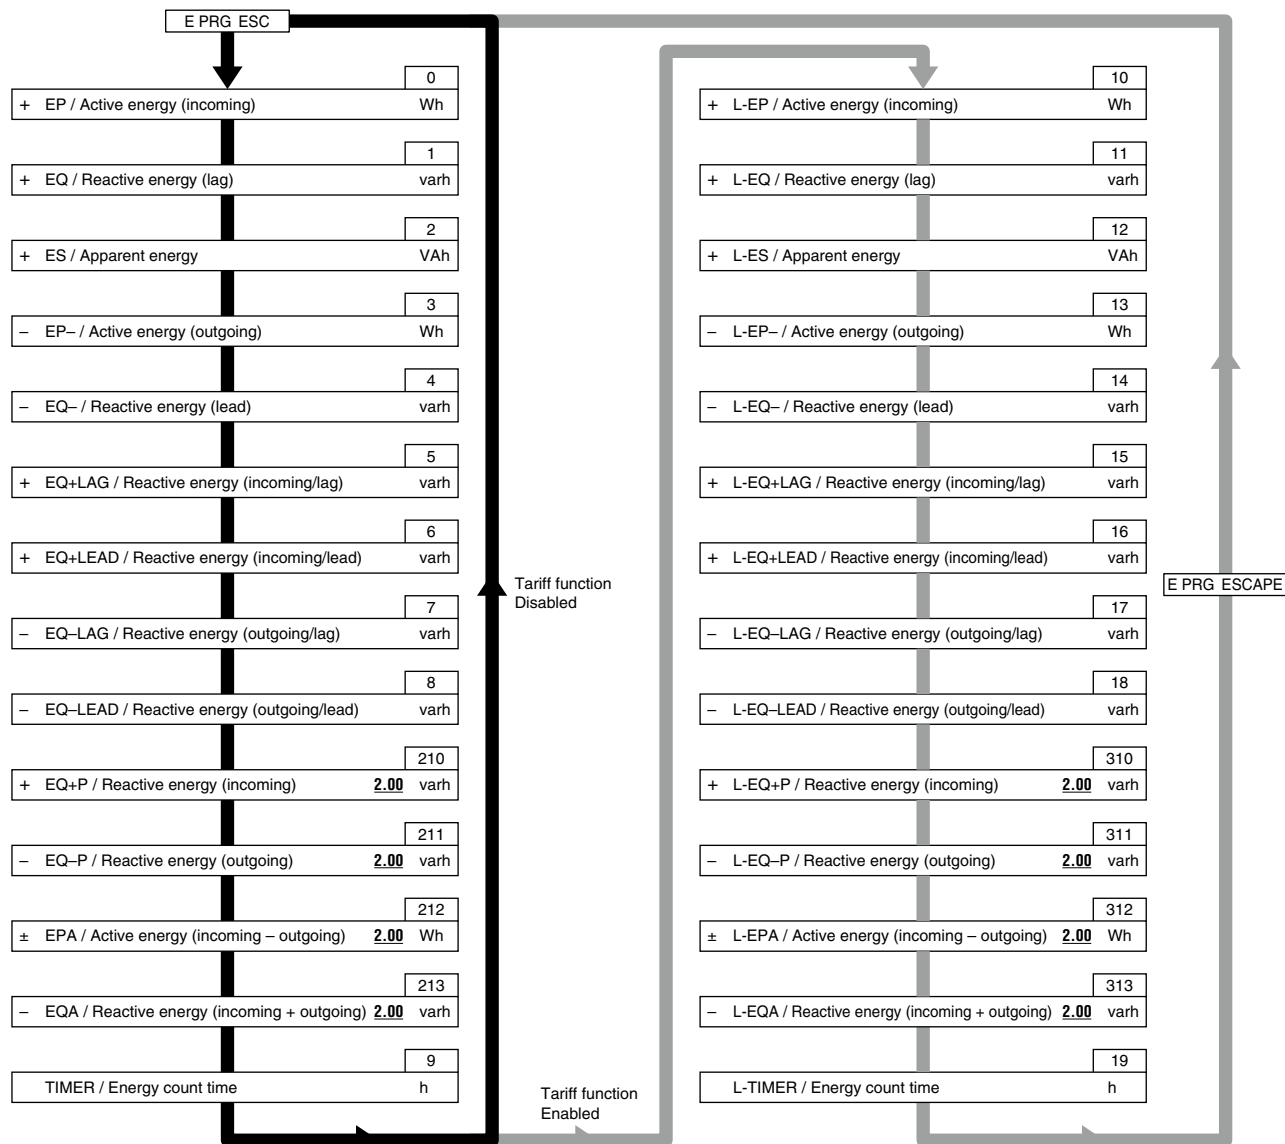 E PRG ESC
0
+ EP / Active energy (incoming) Wh
1
+ EQ / Reactive energy (lag) varh
2
+ ES / Apparent energy VAh
3
– EP– / Active energy (outgoing) Wh
4
– EQ– / Reactive energy (lead) varh
5
+ EQ+LAG / Reactive energy (incoming/lag) varh
6
+ EQ+LEAD / Reactive energy (incoming/lead) varh
7
– EQ–LAG / Reactive energy (outgoing/lag) varh
8
– EQ–LEAD / Reactive energy (outgoing/lead) varh
210
+ EQ+P / Reactive energy (incoming) 2.00 varh
211
– EQ–P / Reactive energy (outgoing) 2.00 varh
212
± EPA / Active energy (incoming – outgoing) 2.00 Wh
213
– EQA / Reactive energy (incoming + outgoing) 2.00 varh
9
TIMER / Energy count time h
Tariff function
Disabled
Tariff function
Enabled
10
+ L-EP / Active energy (incoming) Wh
11
+ L-EQ / Reactive energy (lag) varh
12
+ L-ES / Apparent energy VAh
13
– L-EP– / Active energy (outgoing) Wh
14
– L-EQ– / Reactive energy (lead) varh
15
+ L-EQ+LAG / Reactive energy (incoming/lag) varh
16
+ L-EQ+LEAD / Reactive energy (incoming/lead) varh
17
– L-EQ–LAG / Reactive energy (outgoing/lag) varh
18
– L-EQ–LEAD / Reactive energy (outgoing/lead) varh
310
+ L-EQ+P / Reactive energy (incoming) 2.00 varh
311
– L-EQ–P / Reactive energy (outgoing) 2.00 varh
312
± L-EPA / Active energy (incoming – outgoing) 2.00 Wh
313
– L-EQA / Reactive energy (incoming + outgoing) 2.00 varh
19
L-TIMER / Energy count time h
E PRG ESCAPE